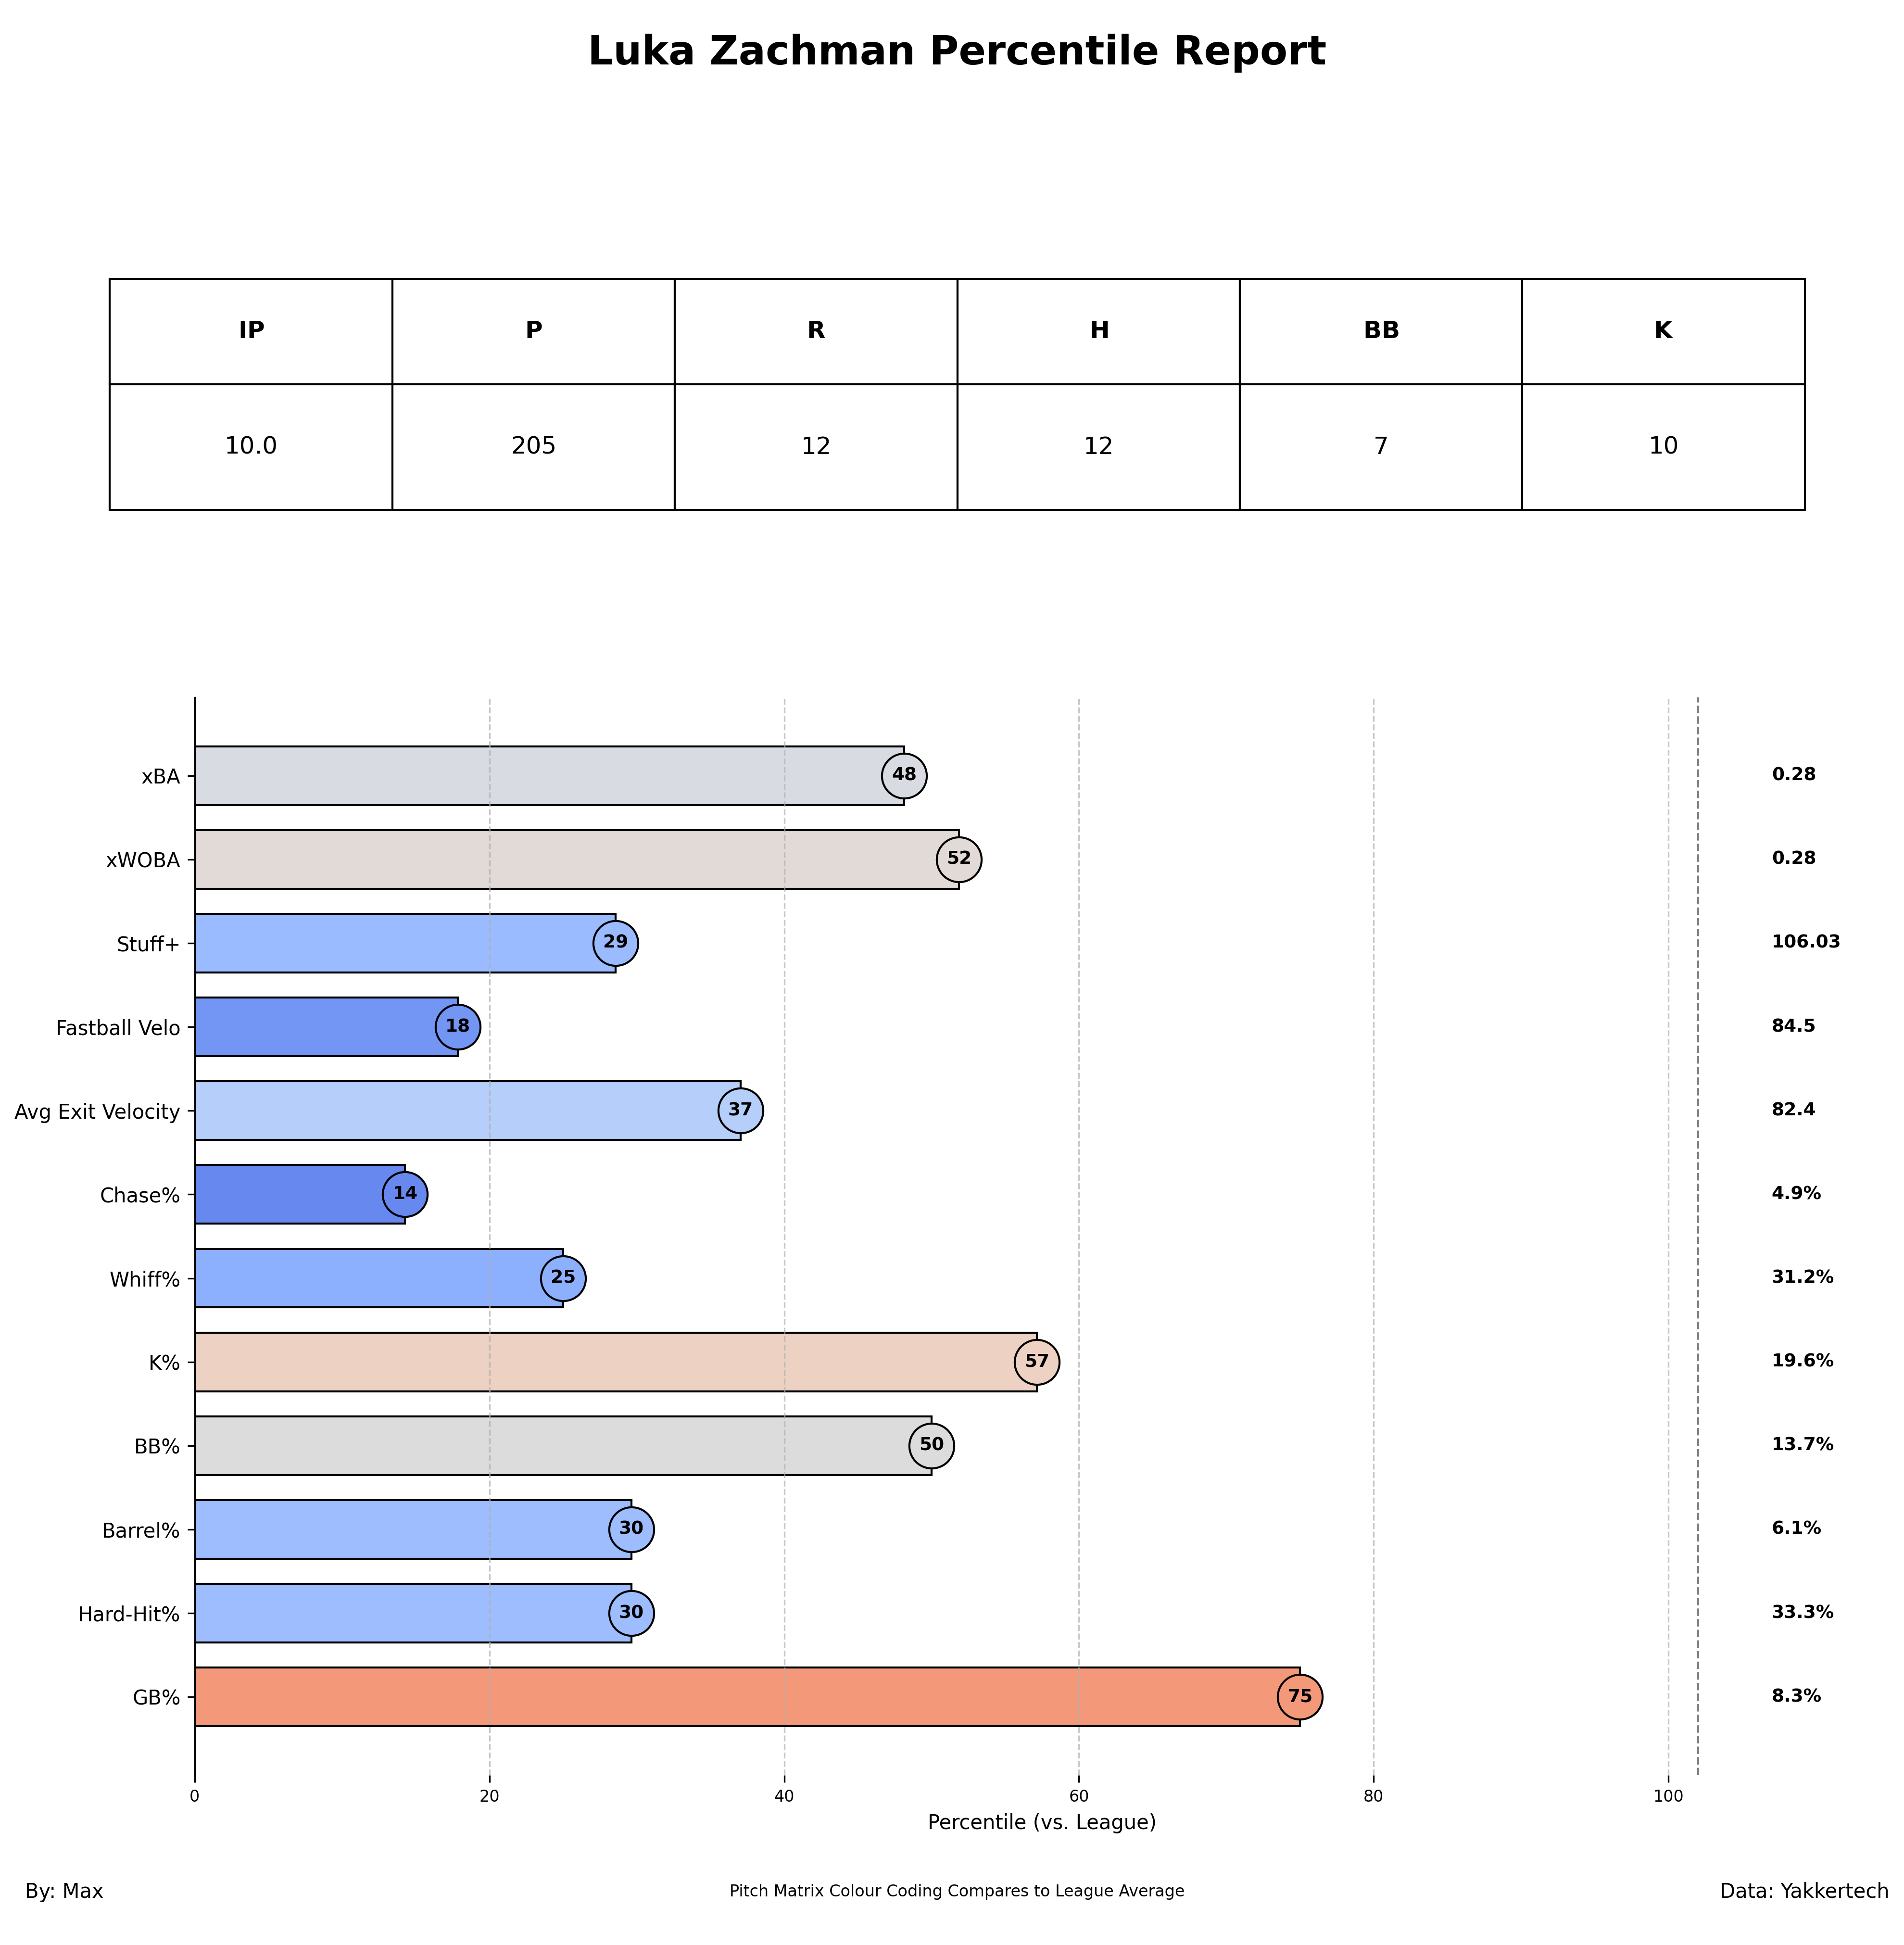 Luka Zachman Percentile Report
IP P R H BB K
10.0 205 12 12 7 10
xBA 48 0.28
xWOBA 52 0.28
Stuff+ 29 106.03
Fastball Velo 18 84.5
Avg Exit Velocity 37 82.4
Chase% 14 4.9%
Whiff% 25 31.2%
K% 57 19.6%
BB% 50 13.7%
Barrel% 30 6.1%
Hard-Hit% 30 33.3%
GB% 75 8.3%
0 20 40 60 80 100
Percentile (vs. League)
By: Max Pitch Matrix Colour Coding Compares to League Average Data: Yakkertech